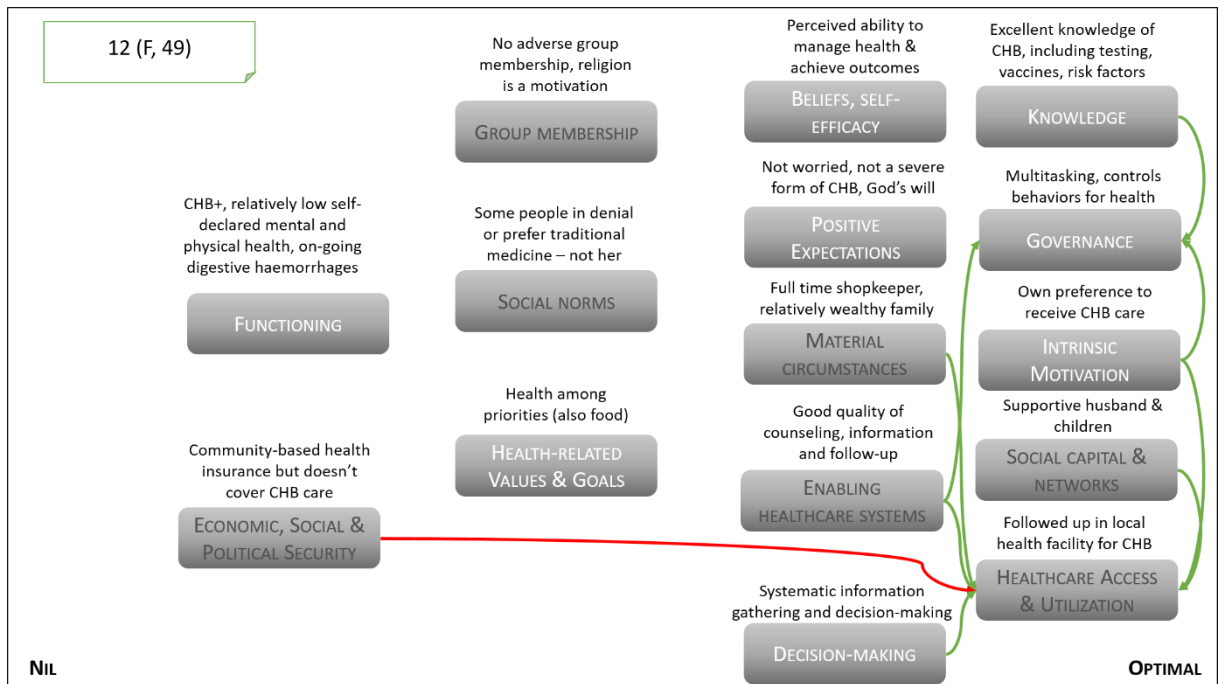 12 (F, 49)
No adverse group
membership, religion
is a motivation
GROUP MEMBERSHIP
Perceived ability to
manage health &
achieve outcomes
BELIEFS, SELF-
EFFICACY
Excellent knowledge of
CHB, including testing,
vaccines, risk factors
KNOWLEDGE
CHB+, relatively low self-
declared mental and
physical health, on-going
digestive haemorrhages
FUNCTIONING
Some people in denial
or prefer traditional
medicine – not her
SOCIAL NORMS
Not worried, not a severe
form of CHB, God's will
POSITIVE
EXPECTATIONS
Multitasking, controls
behaviors for health
GOVERNANCE
Full time shopkeeper,
relatively wealthy family
MATERIAL
CIRCUMSTANCES
Own preference to
receive CHB care
INTRINSIC
MOTIVATION
Community-based health
insurance but doesn't
cover CHB care
ECONOMIC, SOCIAL &
POLITICAL SECURITY
Health among
priorities (also food)
HEALTH-RELATED
VALUES & GOALS
Good quality of
counseling, information
and follow-up
ENABLING
HEALTHCARE SYSTEMS
Supportive husband &
children
SOCIAL CAPITAL &
NETWORKS
Followed up in local
health facility for CHB
HEALTHCARE ACCESS
& UTILIZATION
Systematic information
gathering and decision-making
DECISION-MAKING
NIL
OPTIMAL